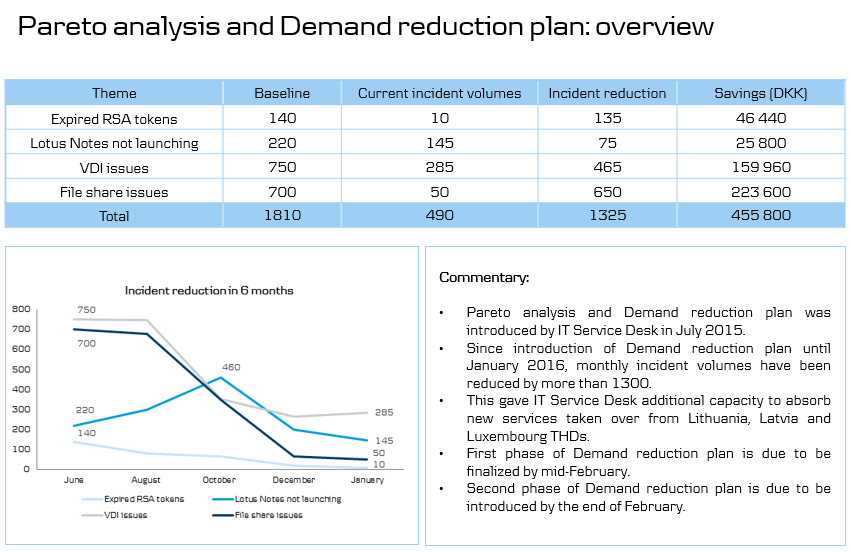 Pareto analysis and Demand reduction plan: overview
Theme Baseline Current incident volumes Incident reduction Savings (DKK)
Expired RSA tokens 140 10 135 46 440
Lotus Notes not launching 220 145 75 25 800
VDI issues 750 285 465 159 960
File share issues 700 50 650 223 600
Total 1810 490 1325 455 800
Incident reduction in 6 months
800
700
600
500
400
300
200
100
0
750
700
220
140
460
285
145
50
10
June August October December January
Expired RSA tokens Lotus Notes not launching
VDI issues File share issues
Commentary:
• Pareto analysis and Demand reduction plan was
introduced by IT Service Desk in July 2015.
• Since introduction of Demand reduction plan until
January 2016, monthly incident volumes have been
reduced by more than 1300.
• This gave IT Service Desk additional capacity to absorb
new services taken over from Lithuania, Latvia and
Luxembourg THDs.
• First phase of Demand reduction plan is due to be
finalized by mid-February.
• Second phase of Demand reduction plan is due to be
introduced by the end of February.